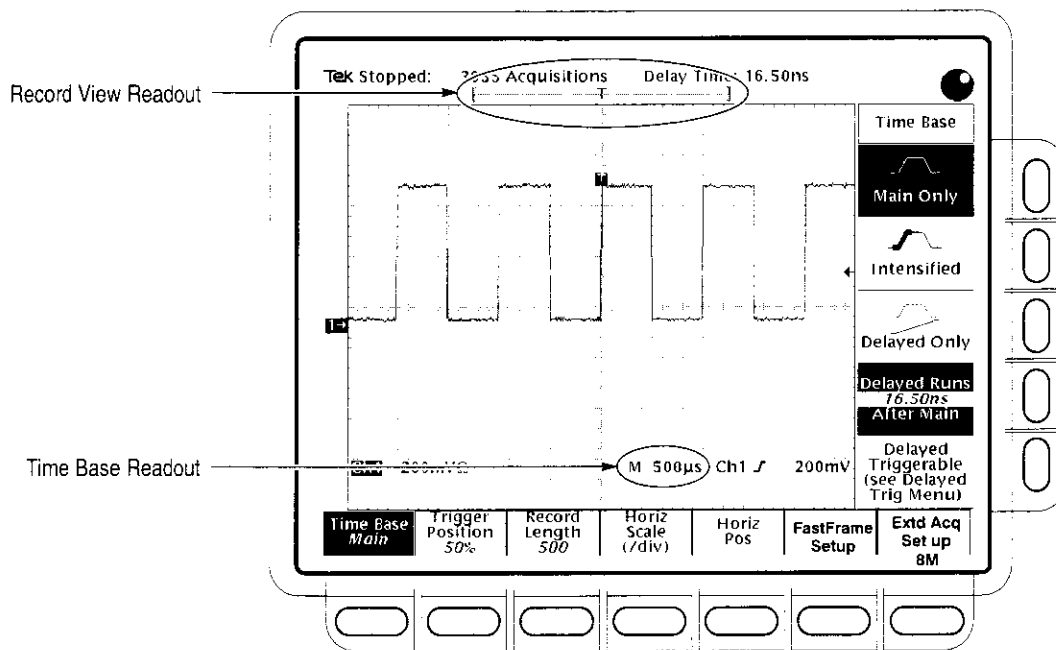 Tek Stopped: Acquisitions Delay Time: 16.50ns
Record View Readout
T
Time Base
T
Main Only
Intensified
1→
Delayed Only
Delayed Runs
16.50ns
After Main
Delayed
Triggerable
(see Delayed
Trig Menu)
Time Base Readout
200mVΩ M 500µs Ch1 200mV
Time Base
Main
Trigger
Position
50%
Record
Length
500
Horiz
Scale
(/div)
Horiz
Pos
FastFrame
Setup
Extd Acq
Set up
8M